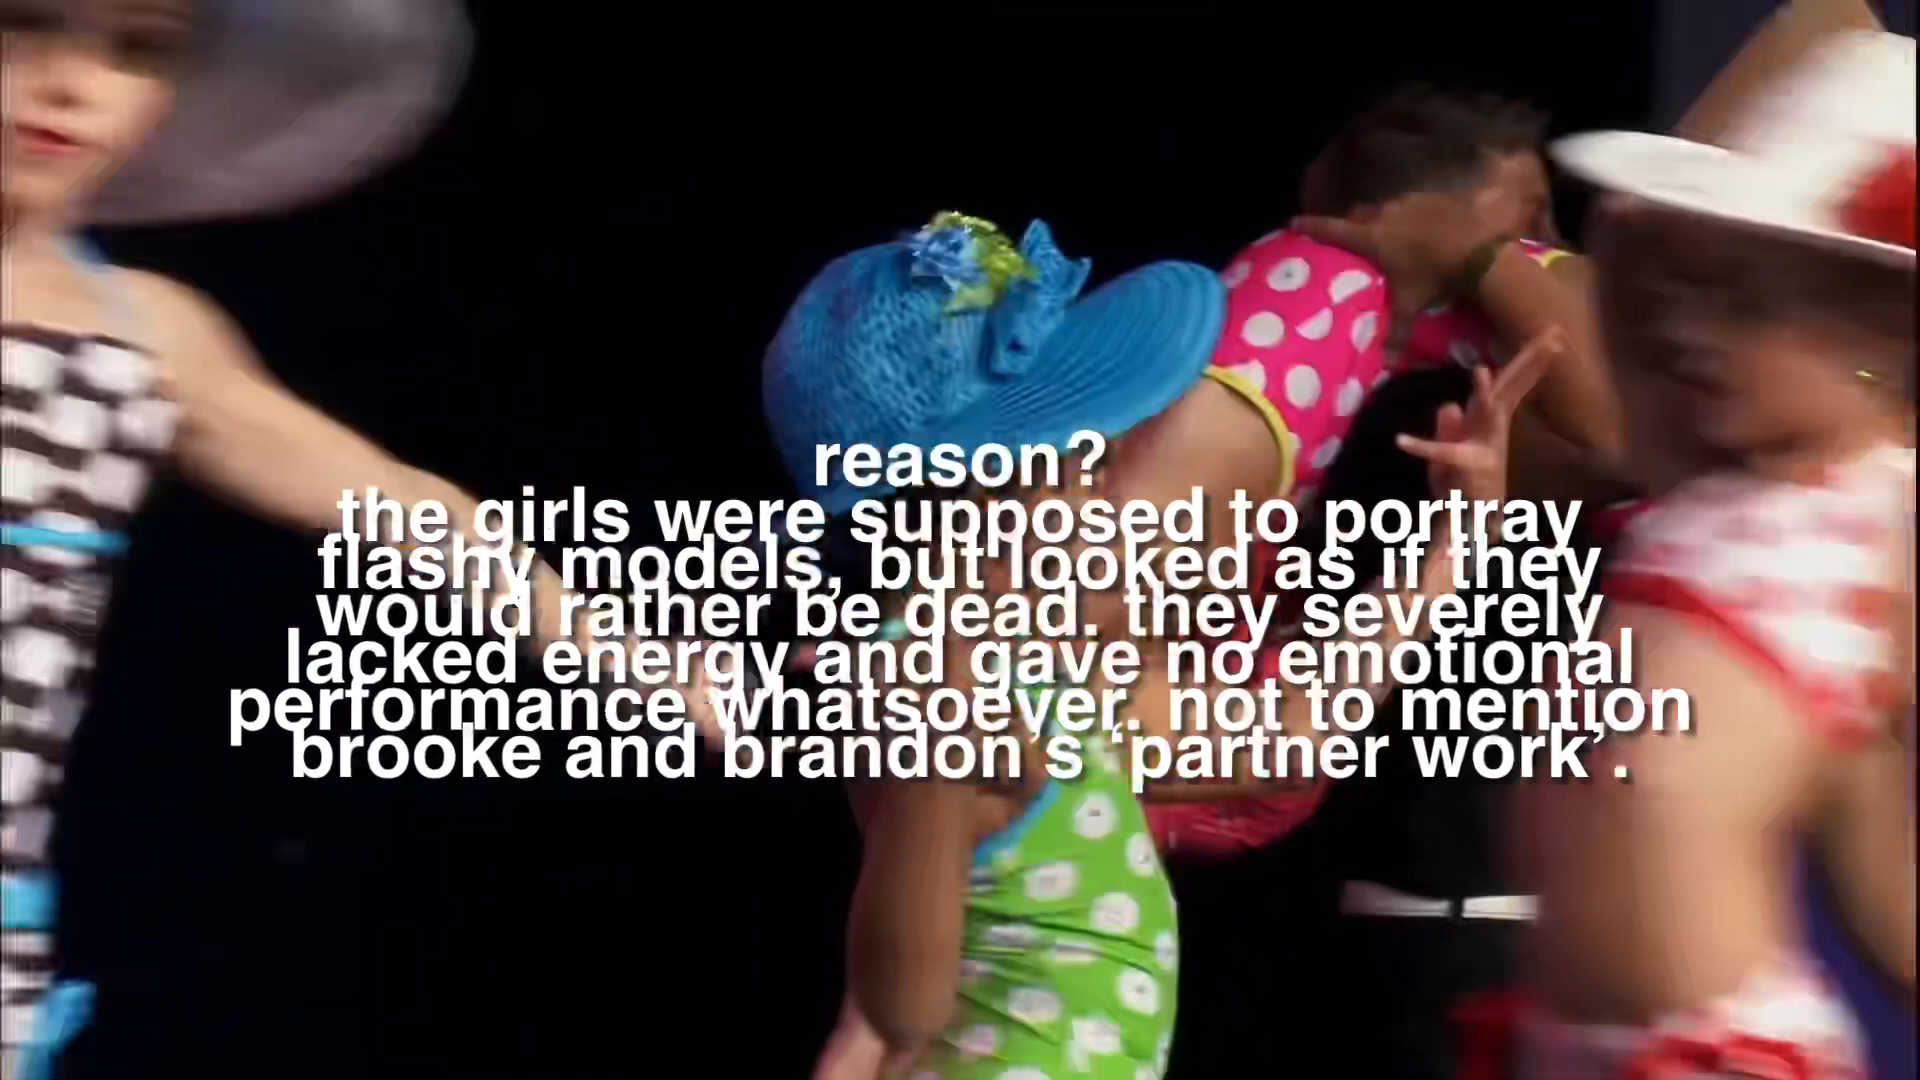 reason?
the girls were supposed to portray
flashy models, but looked as if they
would rather be dead. they severely
lacked energy and gave no emotional
performance whatsoever. not to mention
brooke and brandon’s ‘partner work’.